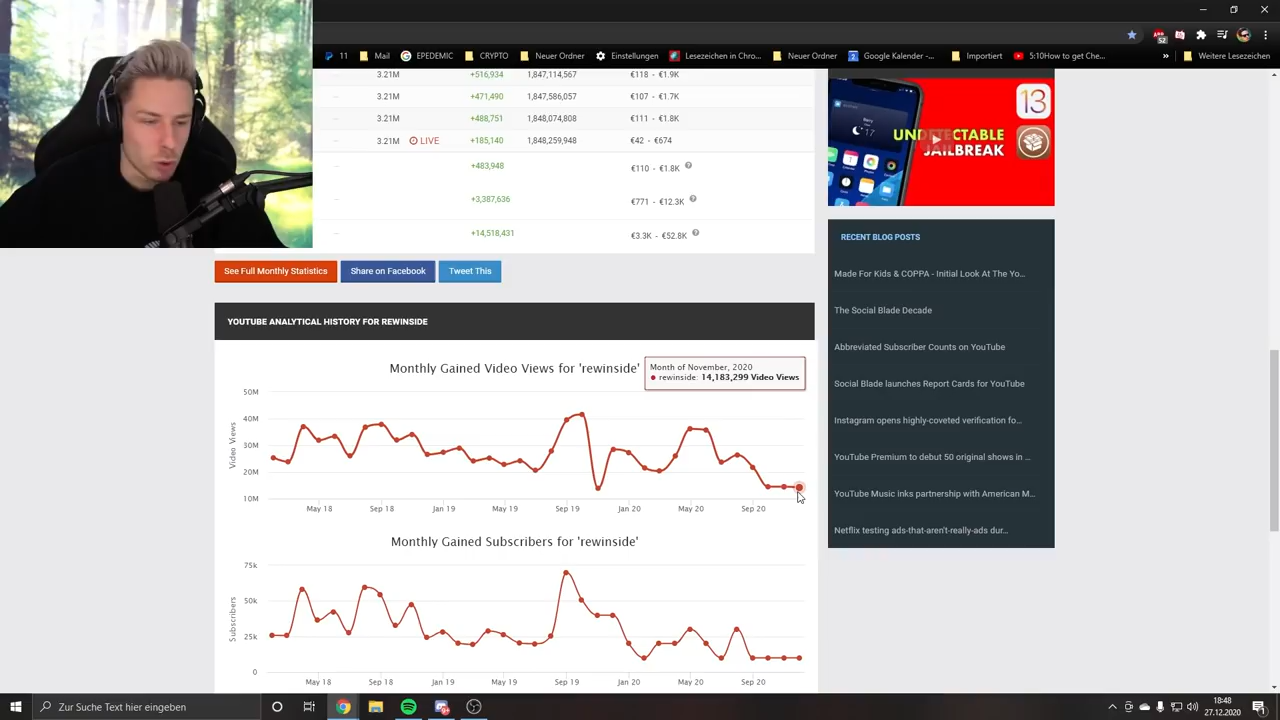 11 Mail EPEDEMIC CRYPTO Neuer Ordner Einstellungen Lesezeichen in Chro... Neuer Ordner Google Kalender -... Importiert 5:10How to get Che... » Weitere Lesezeichen
3.21M +516,934 1,847,114,567 €118 - €1.9K
3.21M +471,490 1,847,586,057 €107 - €1.7K
3.21M +488,751 1,848,074,808 €111 - €1.8K
3.21M LIVE +185,140 1,848,259,948 €42 - €674
+483,948 €110 - €1.8K
+3,387,636 €771 - €12.3K
+14,518,431 €3.3K - €52.8K
See Full Monthly Statistics Share on Facebook Tweet This
YOUTUBE ANALYTICAL HISTORY FOR REWINSIDE
Monthly Gained Video Views for 'rewinside'
Month of November, 2020
rewinside: 14,183,299 Video Views
50M
40M
30M
20M
10M
Video Views
May 18 Sep 18 Jan 19 May 19 Sep 19 Jan 20 May 20 Sep 20
Monthly Gained Subscribers for 'rewinside'
75k
50k
25k
0
Subscribers
May 18 Sep 18 Jan 19 May 19 Sep 19 Jan 20 May 20 Sep 20
13
17
UNDETECTABLE
JAILBREAK
RECENT BLOG POSTS
Made For Kids & COPPA - Initial Look At The Yo...
The Social Blade Decade
Abbreviated Subscriber Counts on YouTube
Social Blade launches Report Cards for YouTube
Instagram opens highly-coveted verification fo...
YouTube Premium to debut 50 original shows in ...
YouTube Music inks partnership with American M...
Netflix testing ads-that-aren't-really-ads dur...
Zur Suche Text hier eingeben
18:48
27.12.2020